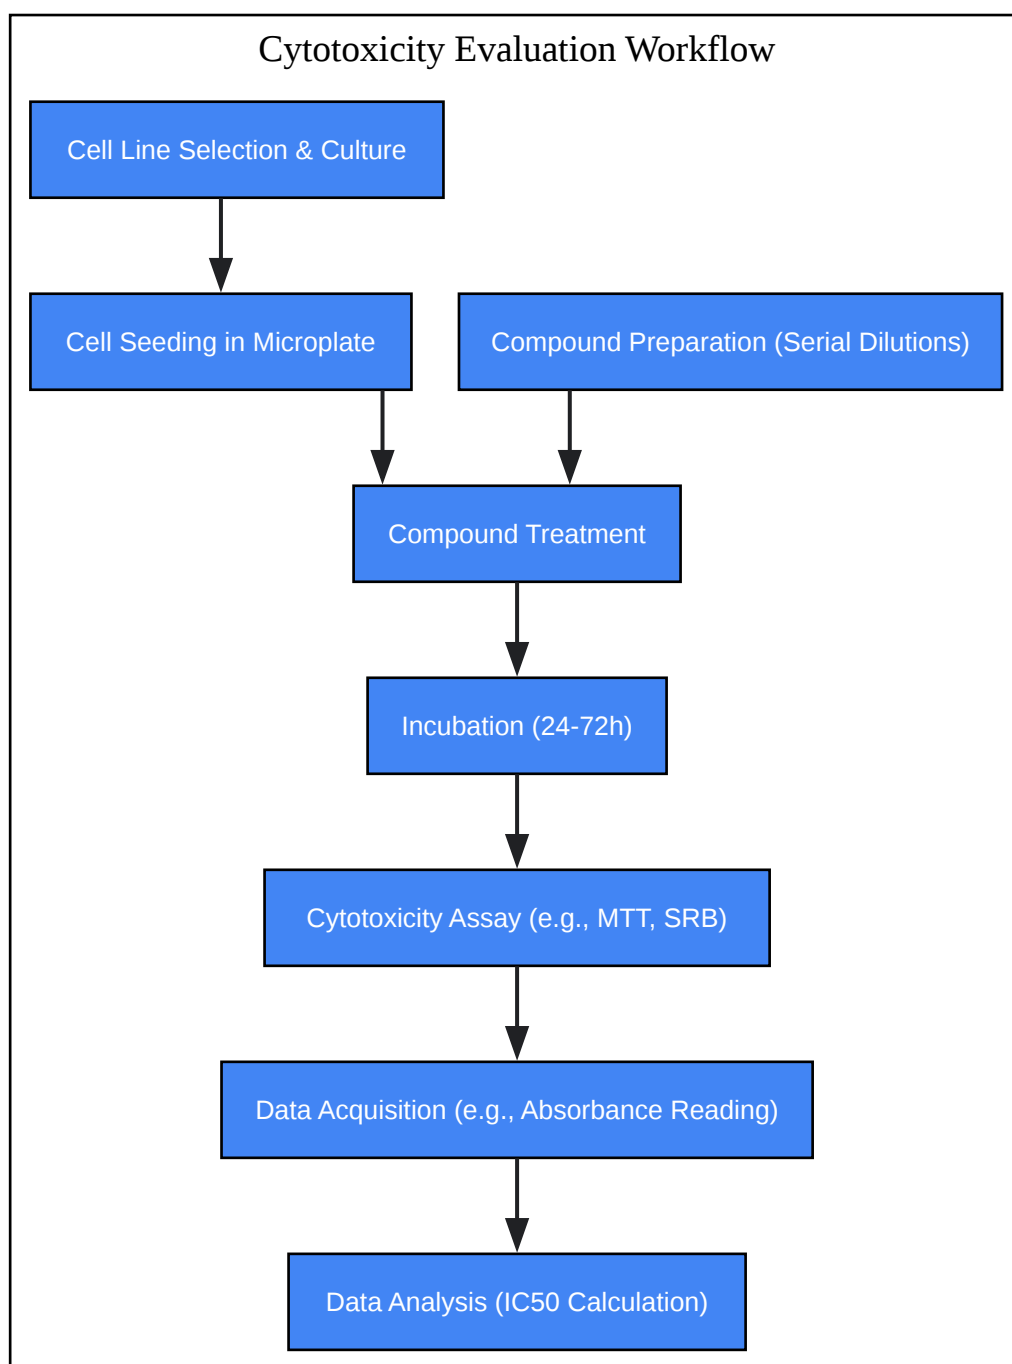 Cytotoxicity Evaluation Workflow
Cell Line Selection & Culture
Cell Seeding in Microplate
Compound Preparation (Serial Dilutions)
Compound Treatment
Incubation (24-72h)
Cytotoxicity Assay (e.g., MTT, SRB)
Data Acquisition (e.g., Absorbance Reading)
Data Analysis (IC50 Calculation)